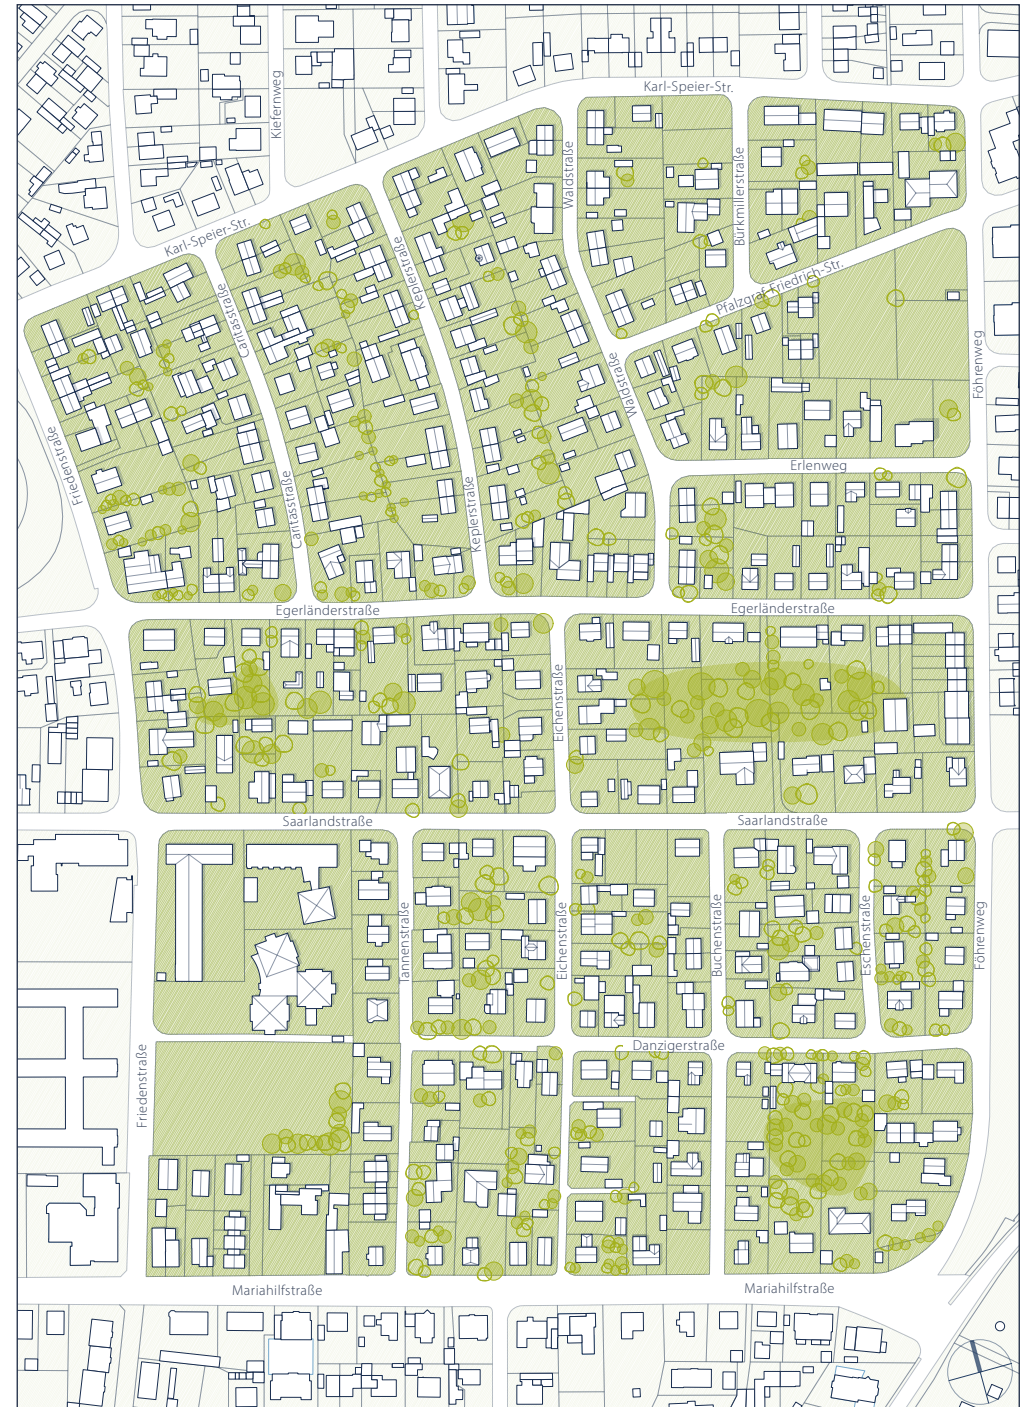 Karl-Speier-Str.
Kiefernweg
Waldstraße
Bürkmillerstraße
Karl-Speier-Str.
Keplerstraße
Pfalzgraf-Friedrich-Str.
Caritasstraße
Föhrenweg
Waldstraße
Friedenstraße
Erlenweg
Caritasstraße
Keplerstraße
Egerländerstraße
Egerländerstraße
Eichenstraße
Saarlandstraße
Saarlandstraße
Tannenstraße
Eichenstraße
Buchenstraße
Eschenstraße
Föhrenweg
Friedenstraße
Danzigerstraße
Mariahilfstraße
Mariahilfstraße